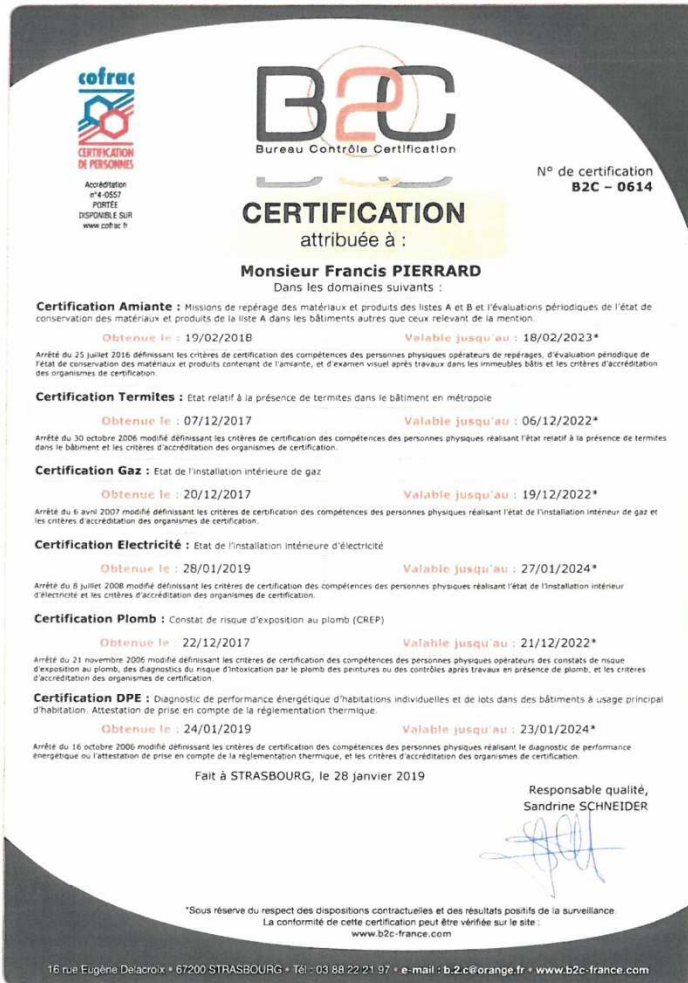 cofrac
CERTIFICATION
DE PERSONNES
Accréditation
n°4-0557
PORTÉE
DISPONIBLE SUR
www.cofrac.fr
B2C
Bureau Contrôle Certification
N° de certification
B2C – 0614
CERTIFICATION
attribuée à :
Monsieur Francis PIERRARD
Dans les domaines suivants :
Certification Amiante : Missions de repérage des matériaux et produits des listes A et B et l'évaluations périodiques de l'état de
conservation des matériaux et produits de la liste A dans les bâtiments autres que ceux relevant de la mention.
Obtenue le : 19/02/2018 Valable jusqu'au : 18/02/2023*
Arrêté du 25 juillet 2016 définissant les critères de certification des compétences des personnes physiques opérateurs de repérages, d'évaluation périodique de
l'état de conservation des matériaux et produits contenant de l'amiante, et d'examen visuel après travaux dans les immeubles bâtis et les critères d'accréditation
des organismes de certification.
Certification Termites : Etat relatif à la présence de termites dans le bâtiment en métropole
Obtenue le : 07/12/2017 Valable jusqu'au : 06/12/2022*
Arrêté du 30 octobre 2006 modifié définissant les critères de certification des compétences des personnes physiques réalisant l'état relatif à la présence de termites
dans le bâtiment et les critères d'accréditation des organismes de certification.
Certification Gaz : Etat de l'installation intérieure de gaz
Obtenue le : 20/12/2017 Valable jusqu'au : 19/12/2022*
Arrêté du 6 avril 2007 modifié définissant les critères de certification des compétences des personnes physiques réalisant l'état de l'installation intérieur de gaz et
les critères d'accréditation des organismes de certification.
Certification Electricité : Etat de l'installation intérieure d'électricité
Obtenue le : 28/01/2019 Valable jusqu'au : 27/01/2024*
Arrêté du 8 juillet 2008 modifié définissant les critères de certification des compétences des personnes physiques réalisant l'état de l'installation intérieur
d'électricité et les critères d'accréditation des organismes de certification.
Certification Plomb : Constat de risque d'exposition au plomb (CREP)
Obtenue le : 22/12/2017 Valable jusqu'au : 21/12/2022*
Arrêté du 21 novembre 2006 modifié définissant les critères de certification des compétences des personnes physiques opérateurs des constats de risque
d'exposition au plomb, des diagnostics du risque d'intoxication par le plomb des peintures ou des contrôles après travaux en présence de plomb, et les critères
d'accréditation des organismes de certification.
Certification DPE : Diagnostic de performance énergétique d'habitations individuelles et de lots dans des bâtiments à usage principal
d'habitation. Attestation de prise en compte de la réglementation thermique.
Obtenue le : 24/01/2019 Valable jusqu'au : 23/01/2024*
Arrêté du 16 octobre 2006 modifié définissant les critères de certification des compétences des personnes physiques réalisant le diagnostic de performance
énergétique ou l'attestation de prise en compte de la réglementation thermique, et les critères d'accréditation des organismes de certification.
Fait à STRASBOURG, le 28 janvier 2019
Responsable qualité,
Sandrine SCHNEIDER
*Sous réserve du respect des dispositions contractuelles et des résultats positifs de la surveillance.
La conformité de cette certification peut être vérifiée sur le site :
www.b2c-france.com
16 rue Eugène Delacroix • 67200 STRASBOURG • Tél : 03 88 22 21 97 • e-mail : b.2.c@orange.fr • www.b2c-france.com